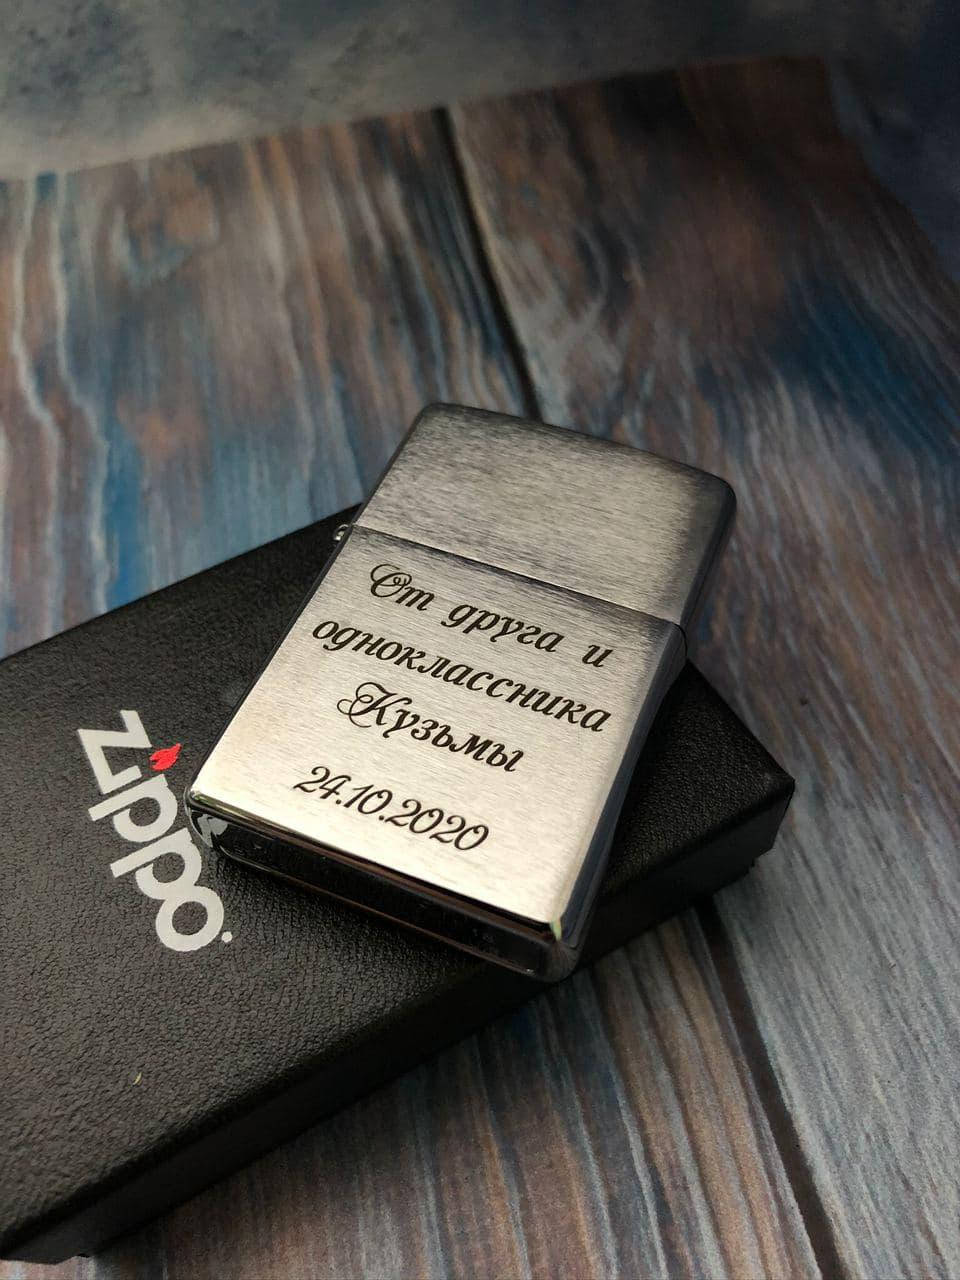 От друга и
одноклассника
Кузьмы
24.10.2020
zippo